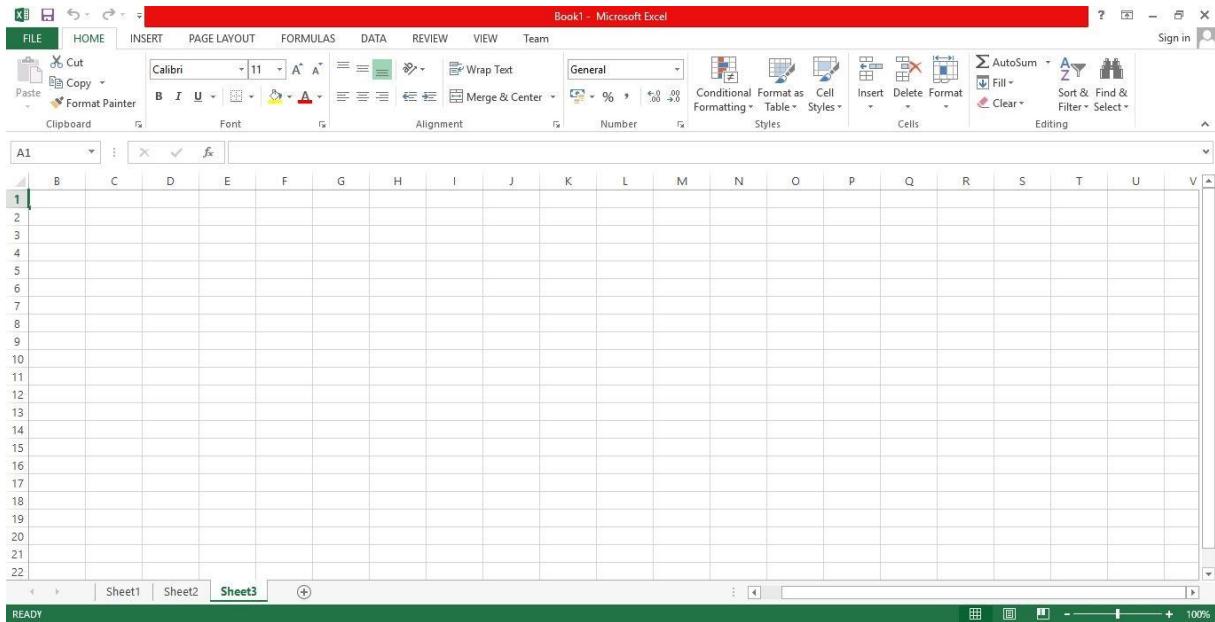 Book1 - Microsoft Excel
?
FILE HOME INSERT PAGE LAYOUT FORMULAS DATA REVIEW VIEW Team Sign in
Cut
Copy
Format Painter
Paste
Clipboard
Calibri 11 A A
B I U A
Font
Wrap Text
Merge & Center
Alignment
General
% , .00 .0
Number
Conditional Formatting
Format as Table
Cell Styles
Styles
Insert Delete Format
Cells
AutoSum
Fill
Clear
Sort & Filter
Find & Select
Editing
A1 fx
B C D E F G H I J K L M N O P Q R S T U V
1
2
3
4
5
6
7
8
9
10
11
12
13
14
15
16
17
18
19
20
21
22
Sheet1 Sheet2 Sheet3
READY 100%